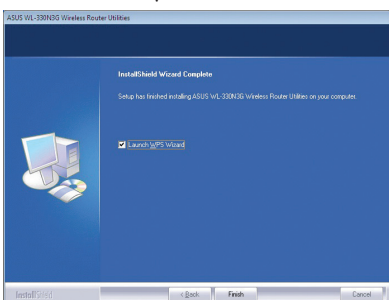 ASUS WL-330N3G Wireless Router Utilities
InstallShield Wizard Complete
Setup has finished installing ASUS WL-330N3G Wireless Router Utilities on your computer.
Launch WPS Wizard
InstallShield
< Back
Finish
Cancel